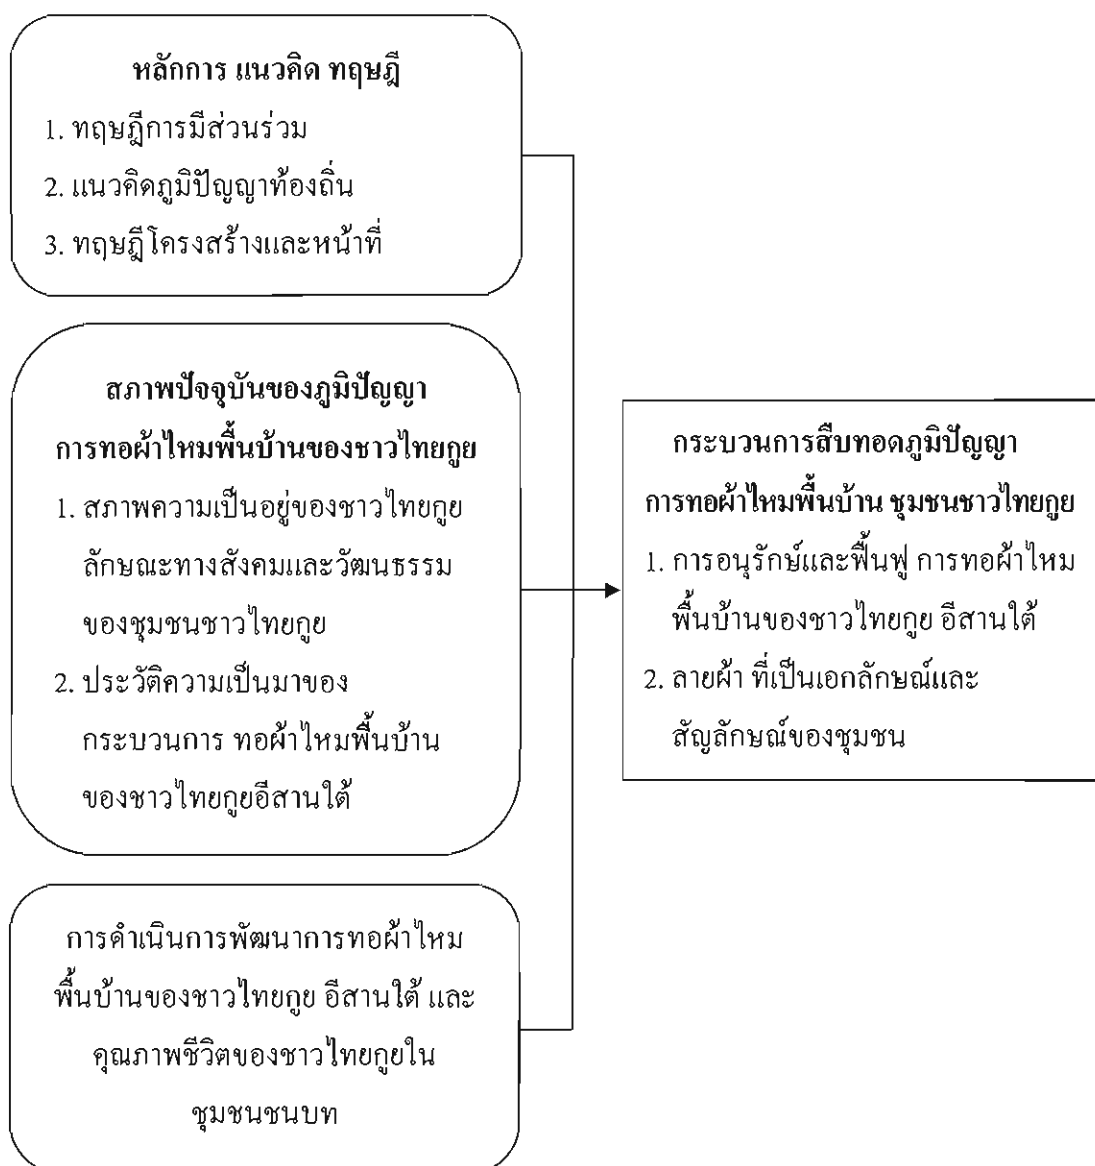 หลักการ แนวคิด ทฤษฎี
1. ทฤษฎีการมีส่วนร่วม
2. แนวคิดภูมิปัญญาท้องถิ่น
3. ทฤษฎีโครงสร้างและหน้าที่
สภาพปัจจุบันของภูมิปัญญา
การทอผ้าไหมพื้นบ้านของชาวไทยกูย
1. สภาพความเป็นอยู่ของชาวไทยกูย
ลักษณะทางสังคมและวัฒนธรรม
ของชุมชนชาวไทยกูย
2. ประวัติความเป็นมาของ
กระบวนการ ทอผ้าไหมพื้นบ้าน
ของชาวไทยกูยอีสานใต้
การดำเนินการพัฒนาการทอผ้าไหม
พื้นบ้านของชาวไทยกูย อีสานใต้ และ
คุณภาพชีวิตของชาวไทยกูยใน
ชุมชนชนบท
กระบวนการสืบทอดภูมิปัญญา
การทอผ้าไหมพื้นบ้าน ชุมชนชาวไทยกูย
1. การอนุรักษ์และฟื้นฟู การทอผ้าไหม
พื้นบ้านของชาวไทยกูย อีสานใต้
2. ลายผ้า ที่เป็นเอกลักษณ์และ
สัญลักษณ์ของชุมชน